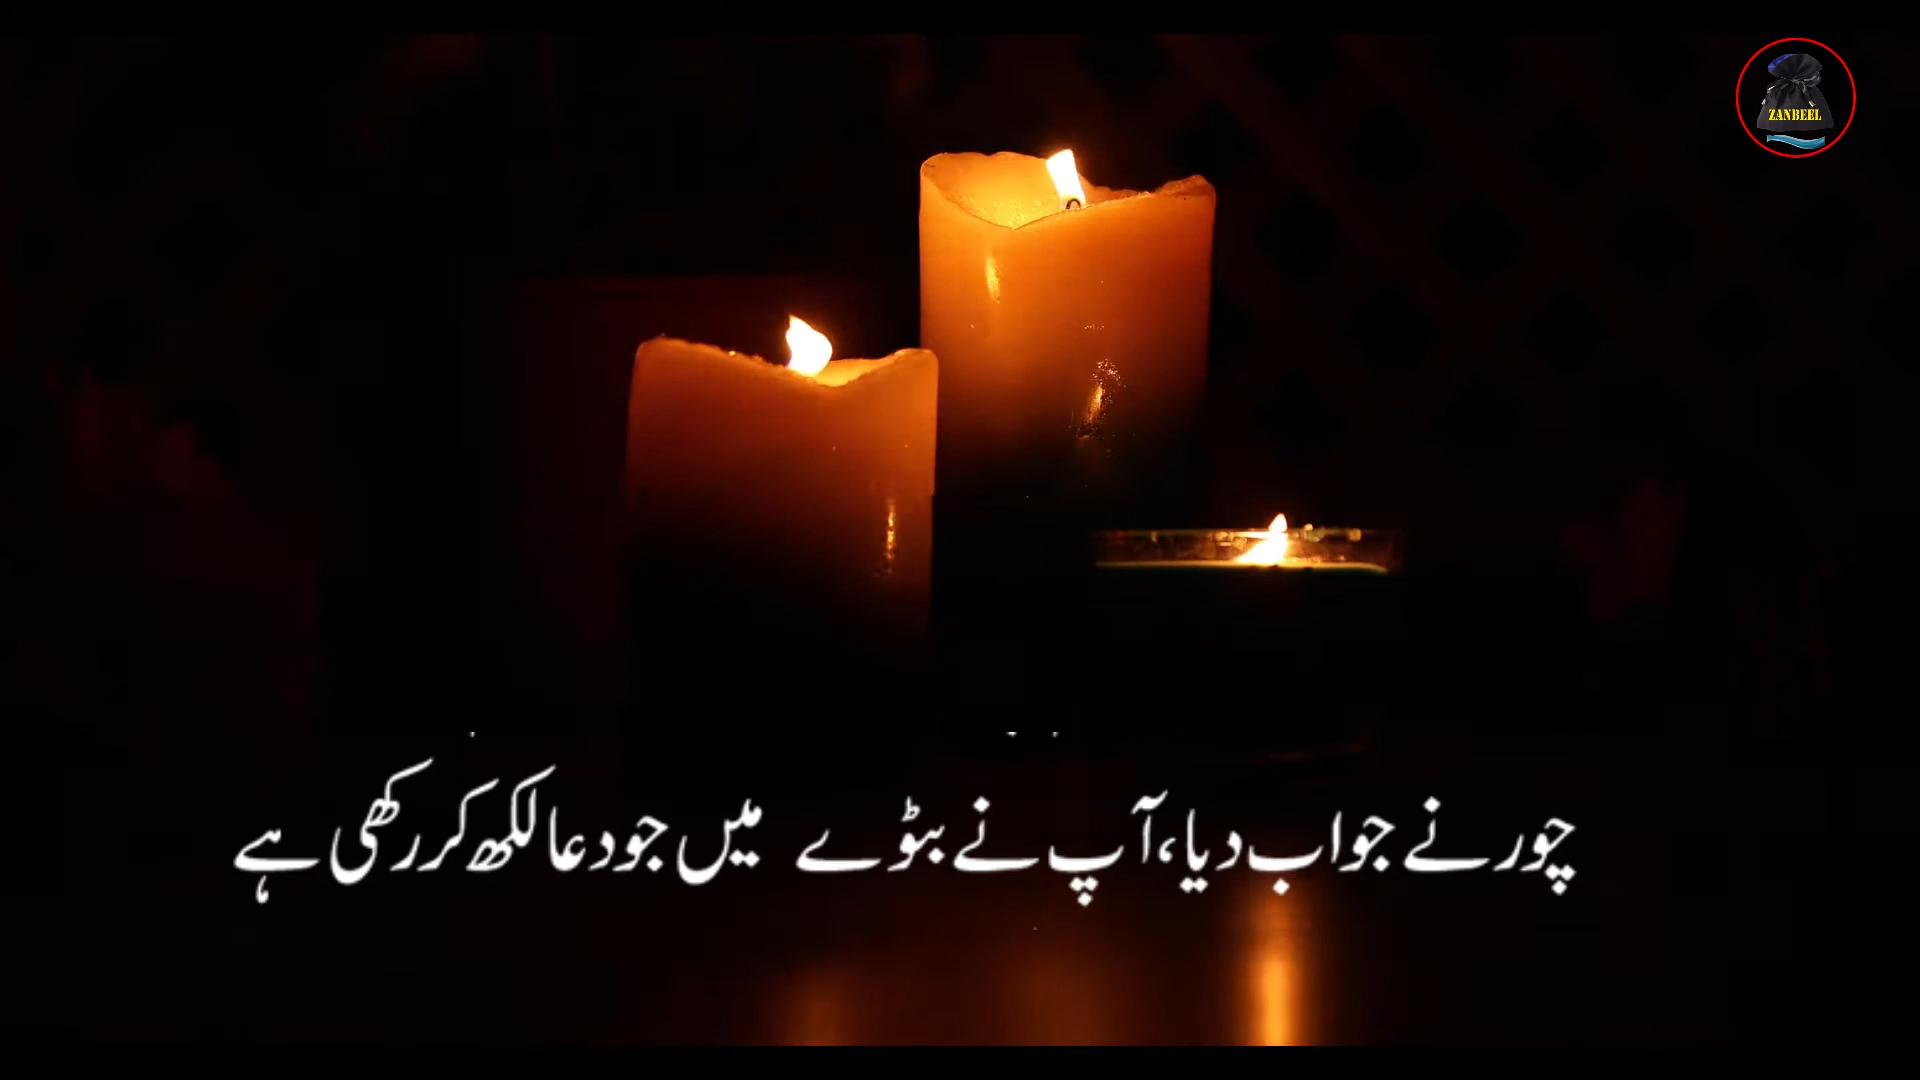 ZANBEEL
چور نے جواب دیا، آپ نے بٹوے میں جو دعا لکھ کر رکھی ہے